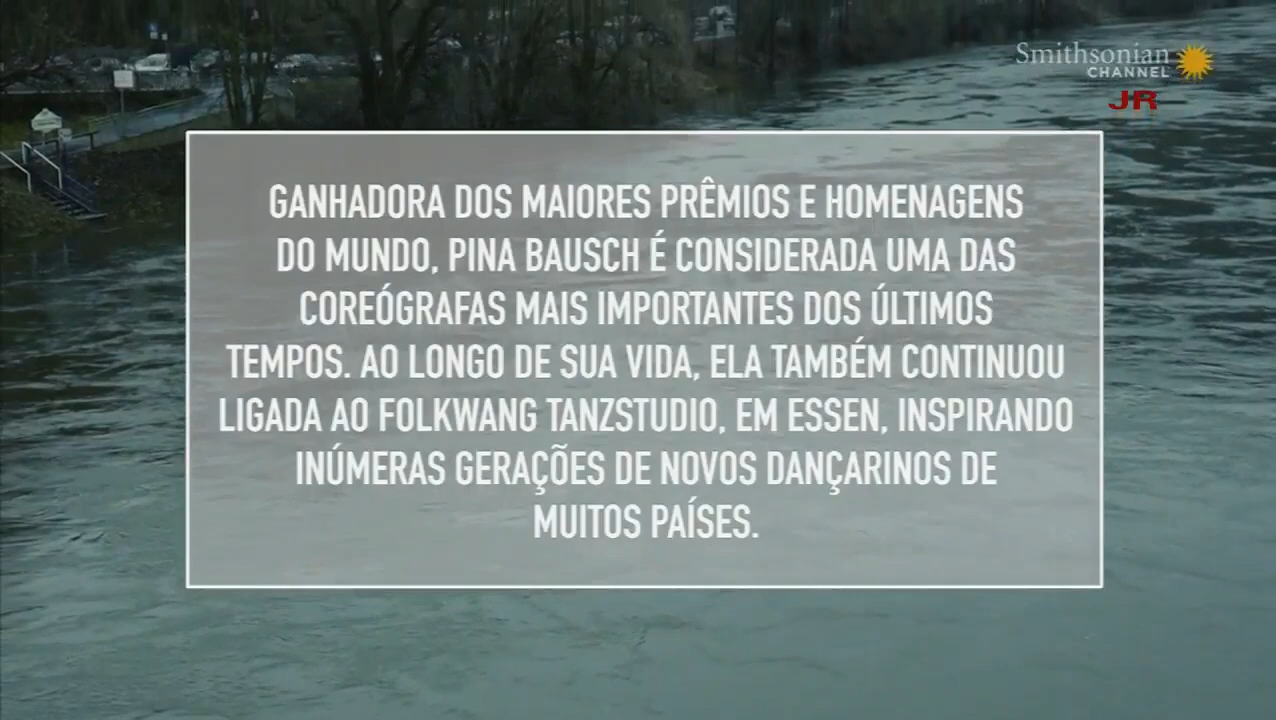 Smithsonian
CHANNEL
JR
GANHADORA DOS MAIORES PRÊMIOS E HOMENAGENS
DO MUNDO, PINA BAUSCH É CONSIDERADA UMA DAS
COREÓGRAFAS MAIS IMPORTANTES DOS ÚLTIMOS
TEMPOS. AO LONGO DE SUA VIDA, ELA TAMBÉM CONTINUOU
LIGADA AO FOLKWANG TANZSTUDIO, EM ESSEN, INSPIRANDO
INÚMERAS GERAÇÕES DE NOVOS DANÇARINOS DE
MUITOS PAÍSES.